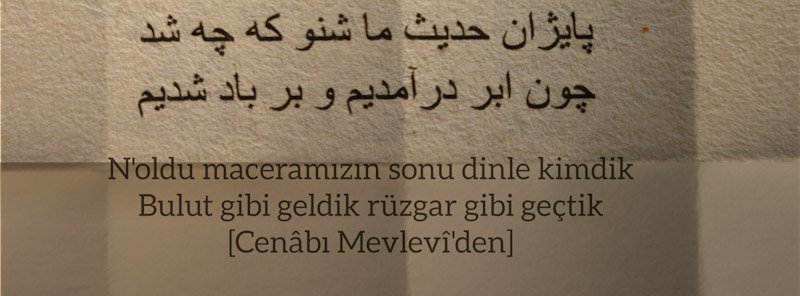 پایژان حدیث ما شنو که چه شد
چون ابر درآمدیم و بر باد شدیم
N'oldu maceramızın sonu dinle kimdik
Bulut gibi geldik rüzgar gibi geçtik
[Cenâbı Mevlevî'den]